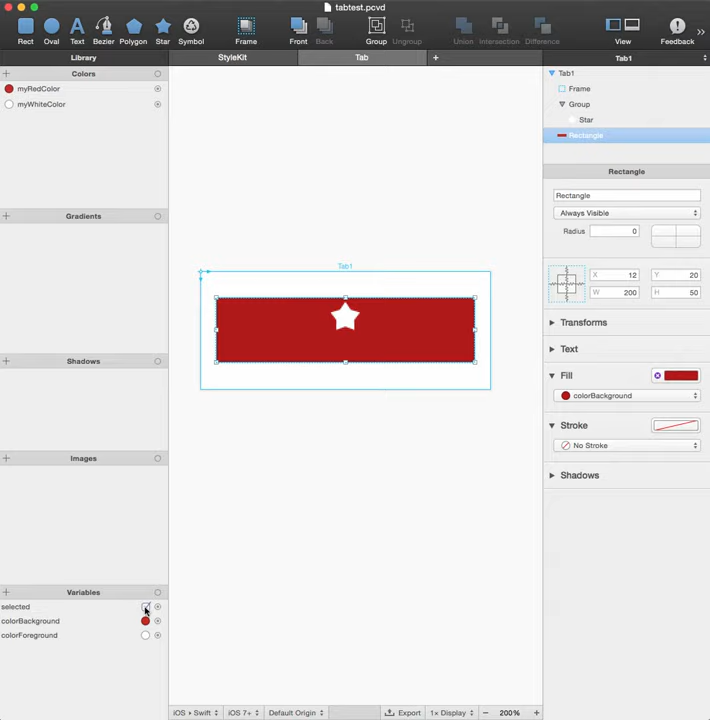 tabtest.pcvd
Rect Oval Text Bezier Polygon Star Symbol Frame Front Back Group Ungroup Union Intersection Difference View Feedback
Library StyleKit Tab + Tab1
Colors
myRedColor
myWhiteColor
Gradients
Shadows
Images
Variables
selected
colorBackground
colorForeground
Tab1
Tab1
Frame
Group
Star
Rectangle
Rectangle
Rectangle
Always Visible
Radius 0
X 12 Y 20
W 200 H 50
Transforms
Text
Fill
colorBackground
Stroke
No Stroke
Shadows
iOS ▸ Swift iOS 7+ Default Origin Export 1× Display − 200% +